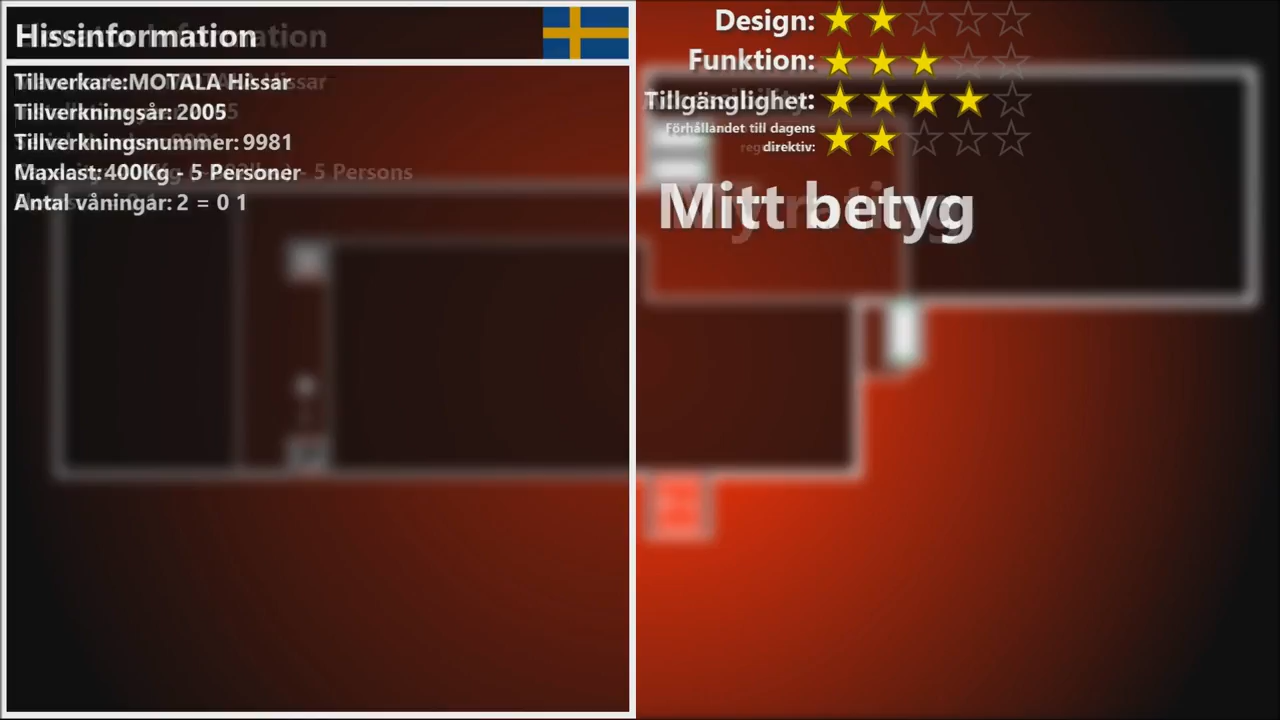 Hissinformation
Tillverkare: MOTALA Hissar
Tillverkningsår: 2005
Tillverkningsnummer: 9981
Maxlast: 400Kg - 5 Personer
Antal våningar: 2 = 0 1
Design:
Funktion:
Tillgänglighet:
Förhållandet till dagens
direktiv:
Mitt betyg